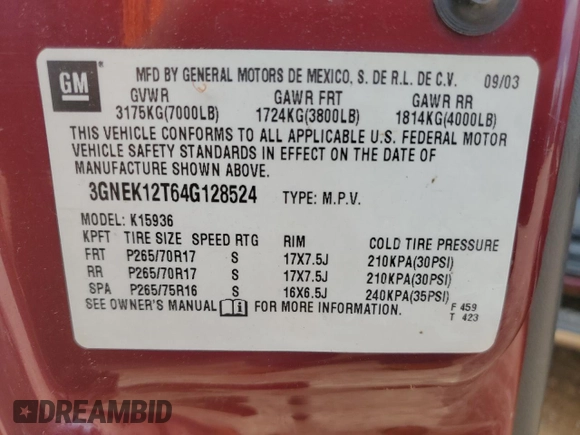 GM
MFD BY GENERAL MOTORS DE MEXICO, S. DE R.L. DE C.V. 09/03
GVWR GAWR FRT GAWR RR
3175KG(7000LB) 1724KG(3800LB) 1814KG(4000LB)
THIS VEHICLE CONFORMS TO ALL APPLICABLE U.S. FEDERAL MOTOR
VEHICLE SAFETY STANDARDS IN EFFECT ON THE DATE OF
MANUFACTURE SHOWN ABOVE.
3GNEK12T64G128524 TYPE: M.P.V.
MODEL: K15936
KPFT TIRE SIZE SPEED RTG RIM COLD TIRE PRESSURE
FRT P265/70R17 S 17X7.5J 210KPA(30PSI)
RR P265/70R17 S 17X7.5J 210KPA(30PSI)
SPA P265/75R16 S 16X6.5J 240KPA(35PSI)
SEE OWNER'S MANUAL FOR MORE INFORMATION. F 459
T 423
DREAMBID